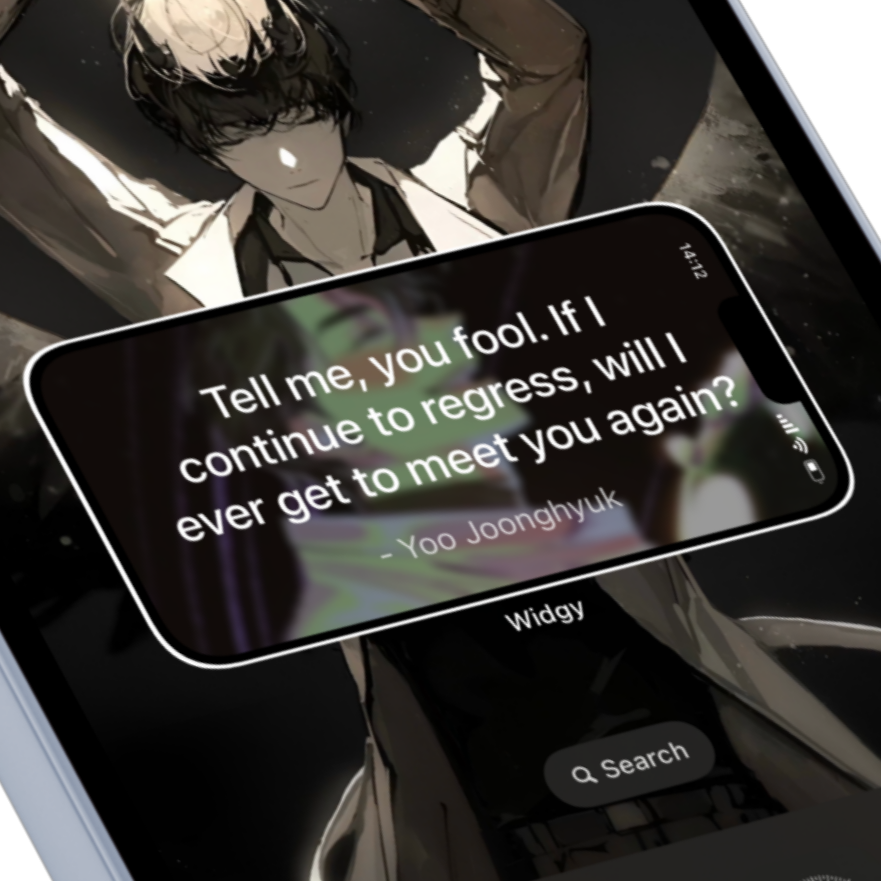 14:12
Tell me, you fool. If I
continue to regress, will I
ever get to meet you again?
- Yoo Joonghyuk
Widgy
Search